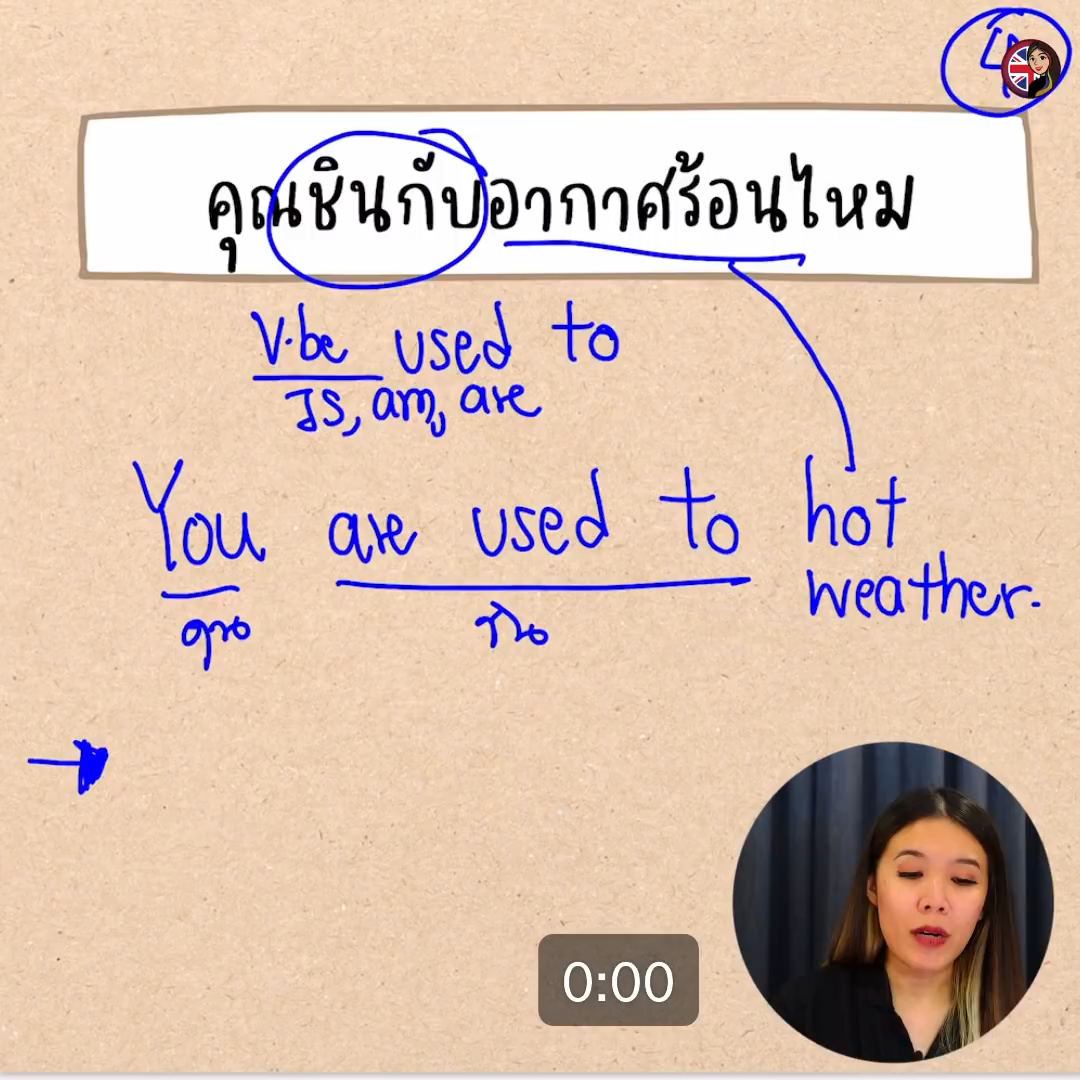 คุณชินกับอากาศร้อนไหม
V.be used to
Is, am, are
You are used to hot
weather.
คุณ
ชิน
0:00